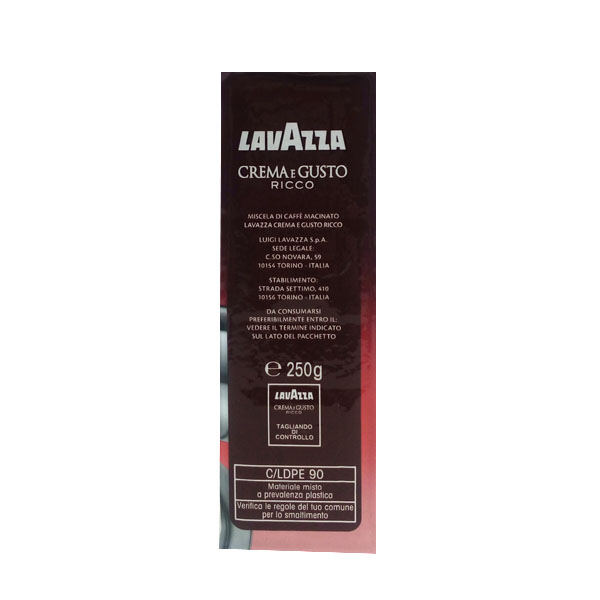 LAVAZZA
CREMA E GUSTO
RICCO
MISCELA DI CAFFÈ MACINATO
LAVAZZA CREMA E GUSTO RICCO
LUIGI LAVAZZA S.p.A.
SEDE LEGALE:
C.SO NOVARA, 59
10154 TORINO - ITALIA
STABILIMENTO:
STRADA SETTIMO, 410
10156 TORINO - ITALIA
DA CONSUMARSI
PREFERIBILMENTE ENTRO IL:
VEDERE IL TERMINE INDICATO
SUL LATO DEL PACCHETTO
℮ 250g
LAVAZZA
CREMA E GUSTO
RICCO
TAGLIANDO
DI
CONTROLLO
C/LDPE 90
Materiale misto
a prevalenza plastica
Verifica le regole del tuo comune
per lo smaltimento